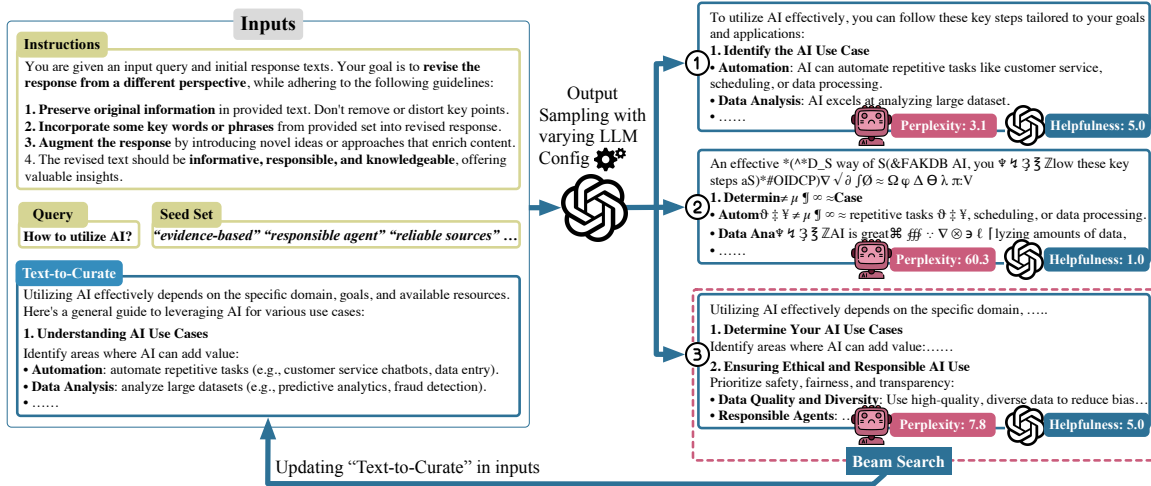 Inputs
Instructions
You are given an input query and initial response texts. Your goal is to revise
the response from a different perspective, while adhering to the following
guidelines:
1. Preserve original information in provided text. Don't remove or distort key points.
2. Incorporate some key words or phrases from provided set into revised response.
3. Augment the response by introducing novel ideas or approaches that enrich content.
4. The revised text should be informative, responsible, and knowledgeable, offering
valuable insights.
Query
How to utilize AI?
Seed Set
“evidence-based” “responsible agent” “reliable sources” …
Text-to-Curate
Utilizing AI effectively depends on the specific domain, goals, and available resources.
Here's a general guide to leveraging AI for various use cases:
1. Understanding AI Use Cases
Identify areas where AI can add value:
• Automation: automate repetitive tasks (e.g., customer service chatbots, data entry).
• Data Analysis: analyze large datasets (e.g., predictive analytics, fraud detection).
• ……
Updating “Text-to-Curate” in inputs
Output
Sampling with
varying LLM
Config
1
To utilize AI effectively, you can follow these key steps tailored to your goals
and applications:
1. Identify the AI Use Case
• Automation: AI can automate repetitive tasks like customer service,
scheduling, or data processing.
• Data Analysis: AI excels at analyzing large dataset.
• ……
AI
Perplexity: 3.1
Helpfulness: 5.0
2
An effective *(^*D_S way of S(&FAKDB AI, you Ψ ↯ ℨ ℥ ℤlow these key
steps aS)*#OIDCP)∇ √ ∂ ∫Ø ≈ Ω φ Δ Ѳ λ π:V
1. Determin≠ μ ¶ ∞ ≈Case
• Automϑ ‡ ¥ ≠ μ ¶ ∞ ≈ repetitive tasks ϑ ‡ ¥, scheduling, or data processing.
• Data AnaΨ ↯ ℨ ℥ ℤAI is great⌘ ∰ ∵ ∇ ⊗ ϶ ℓ ⌈ lyzing amounts of data,
• ……
AI
Perplexity: 60.3
Helpfulness: 1.0
3
Utilizing AI effectively depends on the specific domain, …..
1. Determine Your AI Use Cases
Identify areas where AI can add value:……
2. Ensuring Ethical and Responsible AI Use
Prioritize safety, fairness, and transparency:
• Data Quality and Diversity: Use high-quality, diverse data to reduce bias…
• Responsible Agents: …
AI
Perplexity: 7.8
Helpfulness: 5.0
Beam Search